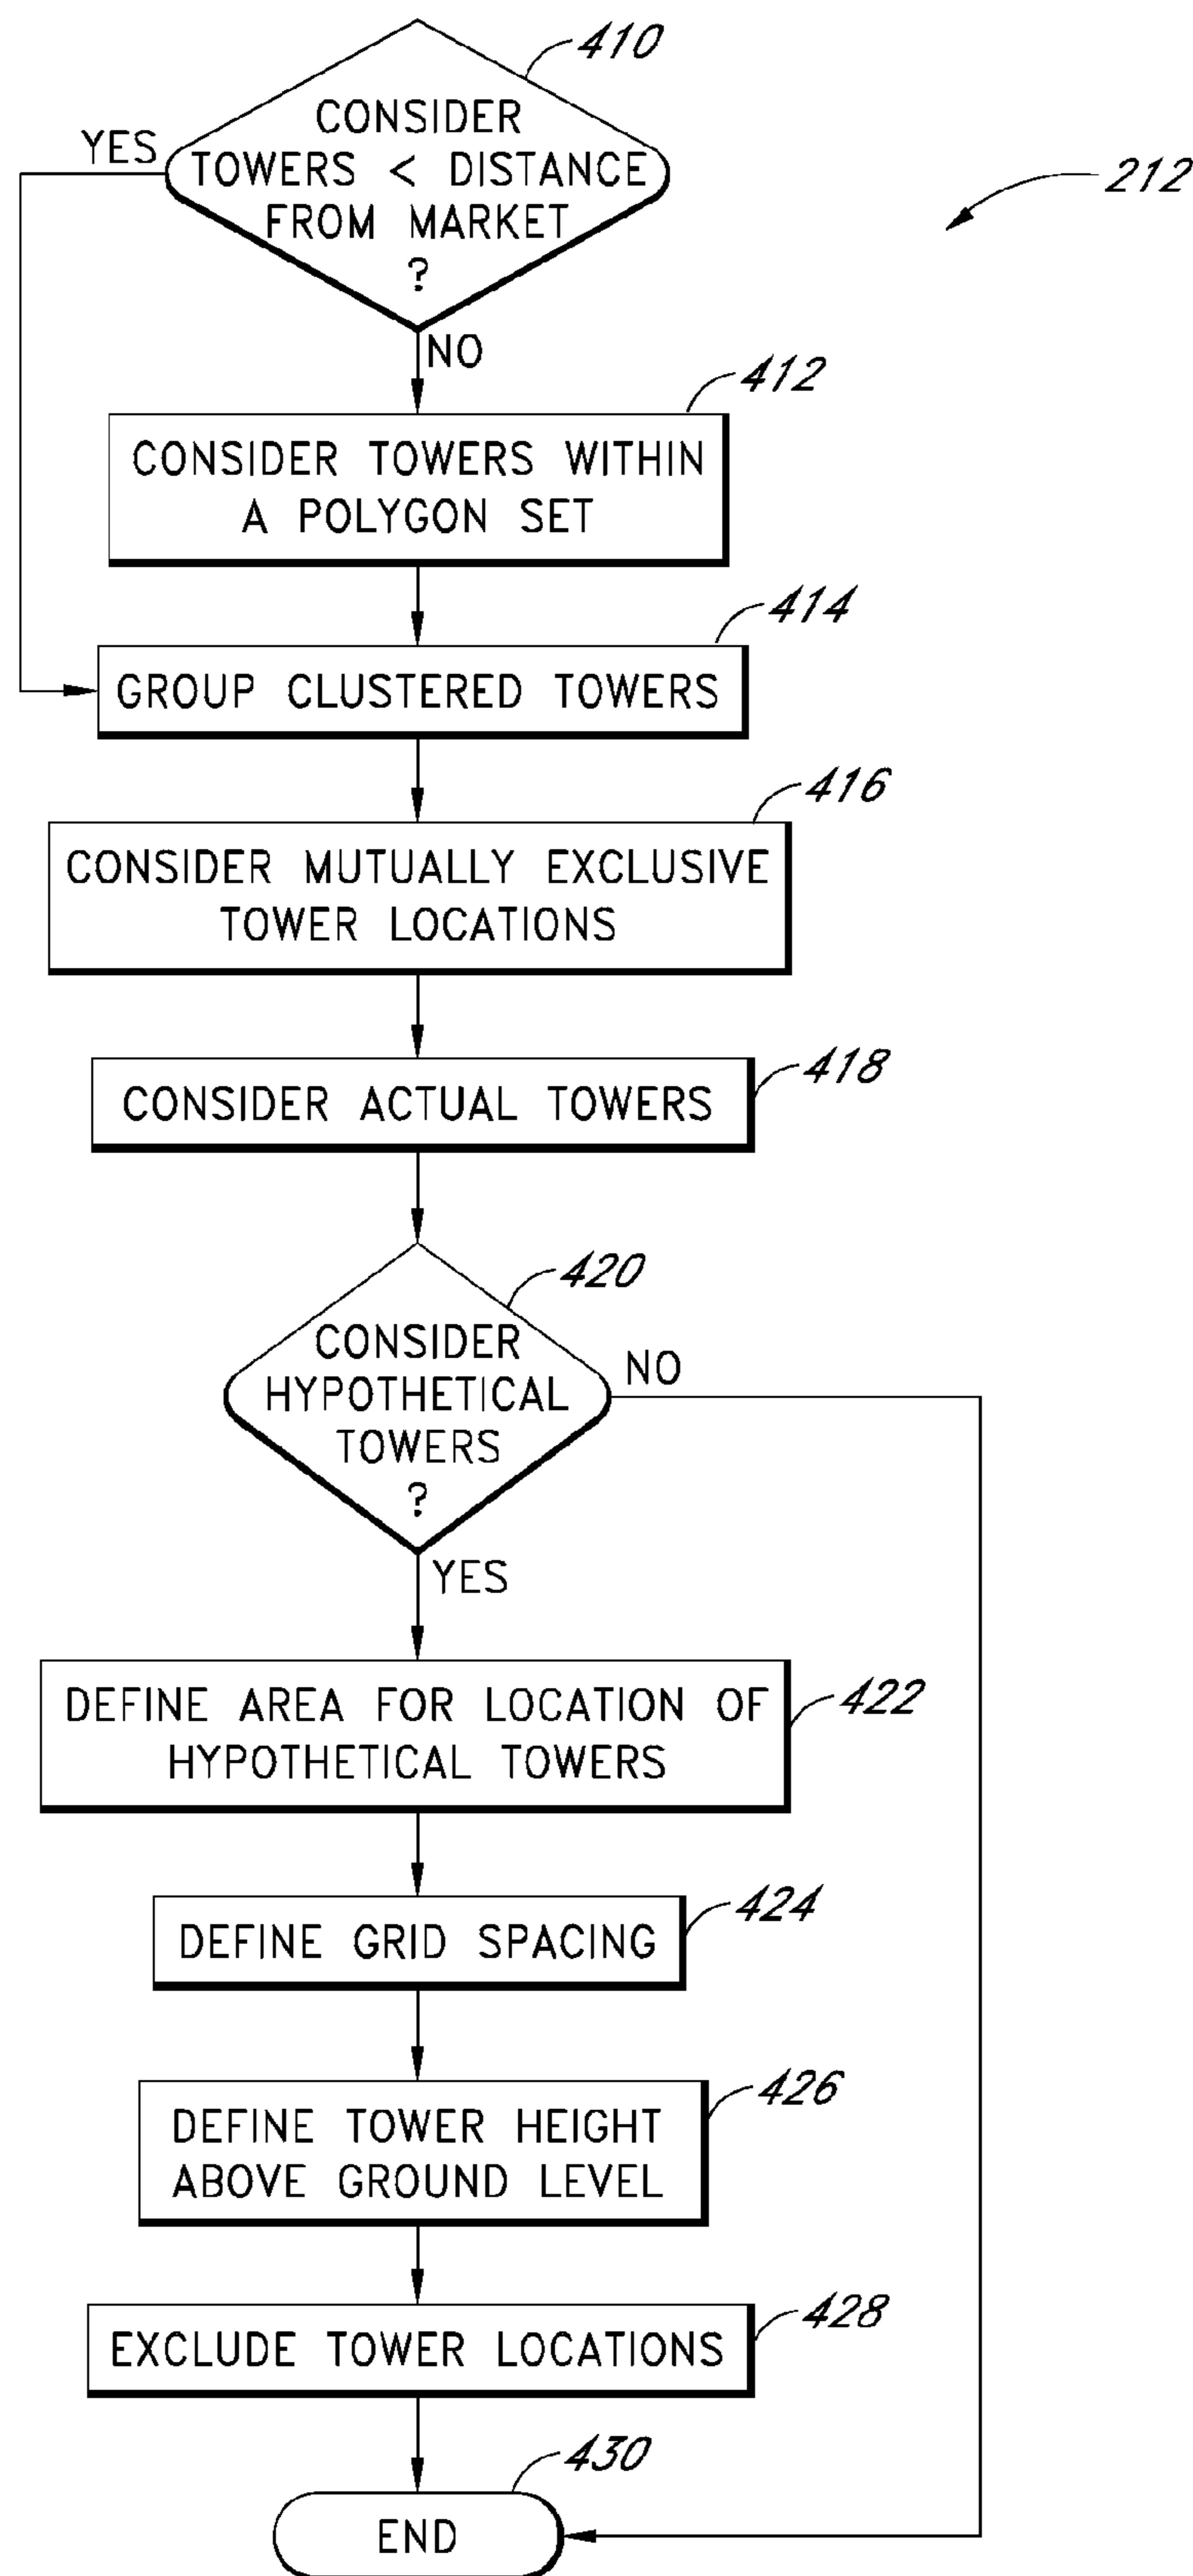 410
CONSIDER
TOWERS < DISTANCE
FROM MARKET
?
YES
212
NO
412
CONSIDER TOWERS WITHIN
A POLYGON SET
414
GROUP CLUSTERED TOWERS
416
CONSIDER MUTUALLY EXCLUSIVE
TOWER LOCATIONS
418
CONSIDER ACTUAL TOWERS
420
CONSIDER
HYPOTHETICAL
TOWERS
?
NO
YES
422
DEFINE AREA FOR LOCATION OF
HYPOTHETICAL TOWERS
424
DEFINE GRID SPACING
426
DEFINE TOWER HEIGHT
ABOVE GROUND LEVEL
428
EXCLUDE TOWER LOCATIONS
430
END